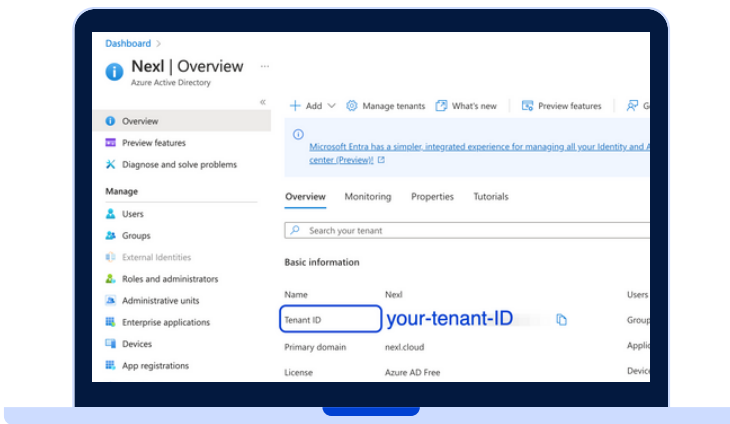 Dashboard >
Nexl | Overview ...
Azure Active Directory
«
+ Add Manage tenants What's new Preview features
Overview
Preview features
Diagnose and solve problems
Microsoft Entra has a simpler, integrated experience for managing all your Identity and
center (Preview)!
Manage
Overview Monitoring Properties Tutorials
Users
Groups
External Identities
Roles and administrators
Administrative units
Enterprise applications
Devices
App registrations
Search your tenant
Basic information
Name Nexl Users
Tenant ID your-tenant-ID Group
Primary domain nexl.cloud Applic
License Azure AD Free Device